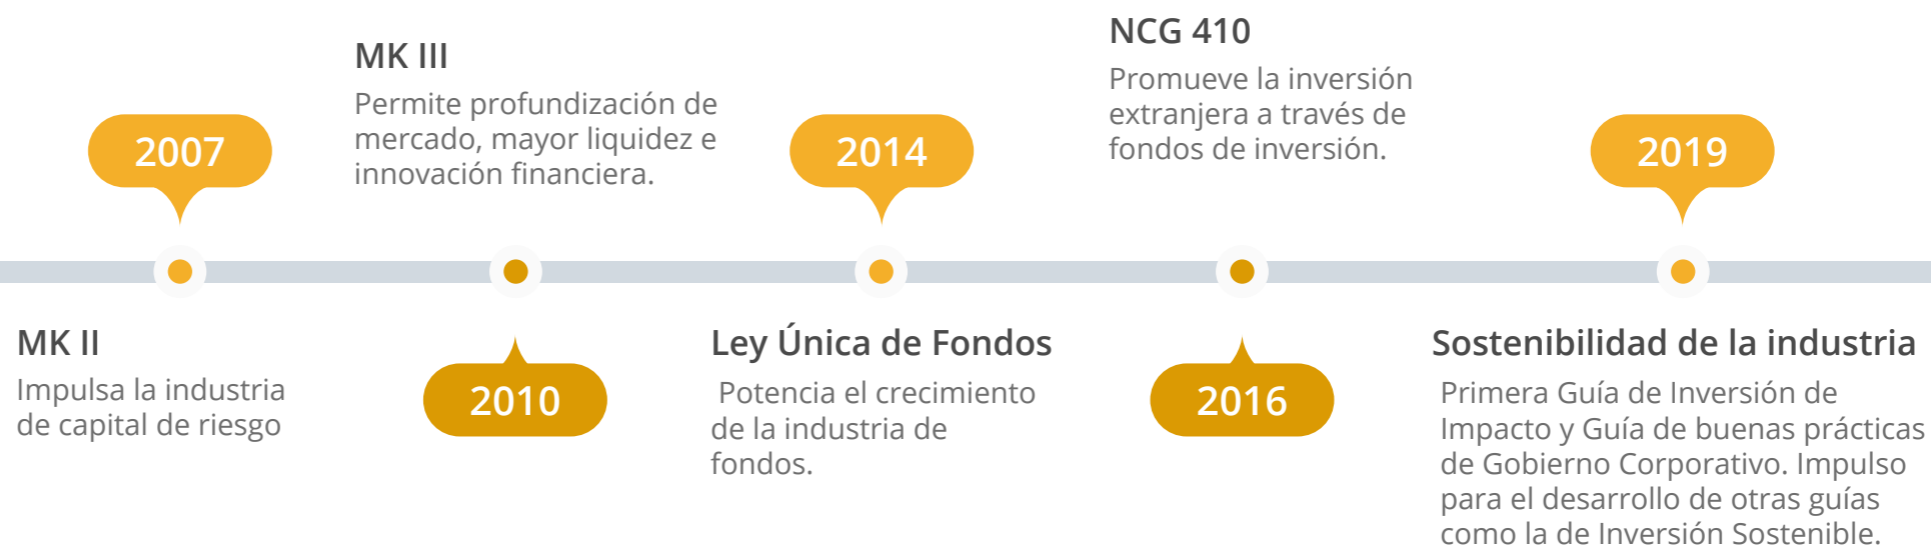 2007
MK II
Impulsa la industria
de capital de riesgo
MK III
Permite profundización de
mercado, mayor liquidez e
innovación financiera.
2010
2014
Ley Única de Fondos
Potencia el crecimiento
de la industria de
fondos.
NCG 410
Promueve la inversión
extranjera a través de
fondos de inversión.
2016
2019
Sostenibilidad de la industria
Primera Guía de Inversión de
Impacto y Guía de buenas prácticas
de Gobierno Corporativo. Impulso
para el desarrollo de otras guías
como la de Inversión Sostenible.